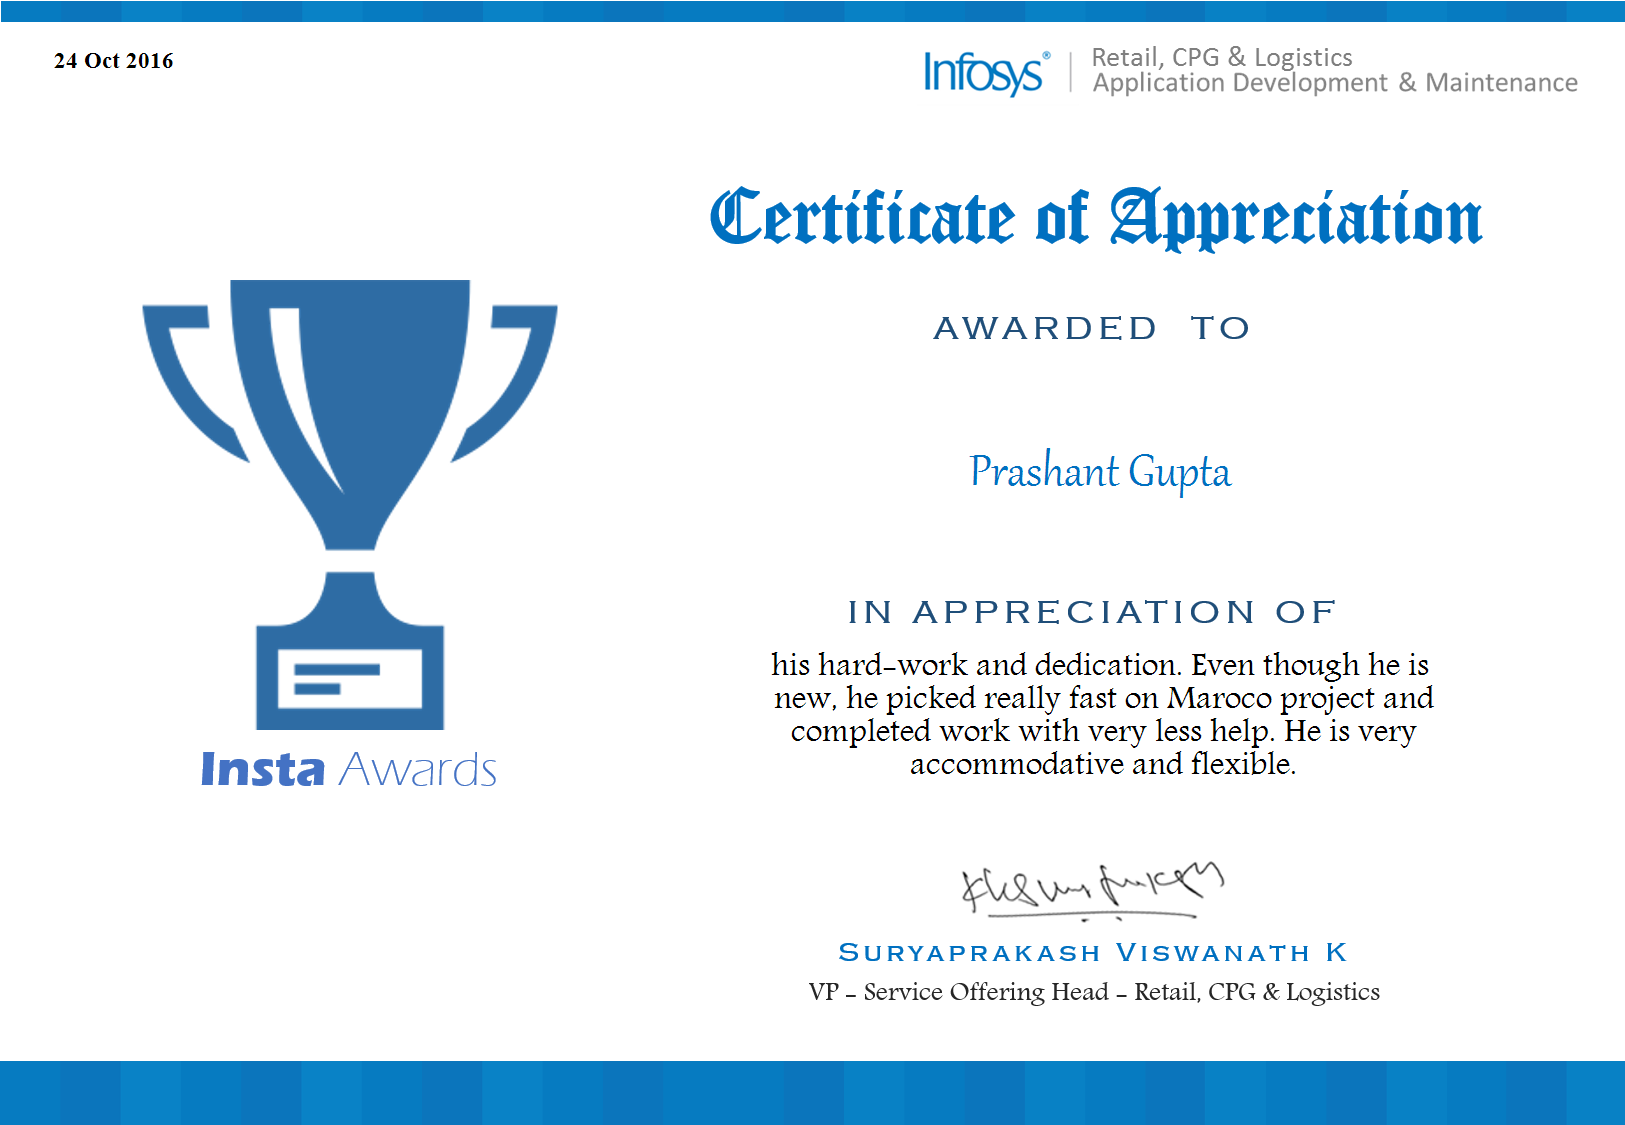 24 Oct 2016
Infosys® | Retail, CPG & Logistics
Application Development & Maintenance
Certificate of Appreciation
AWARDED TO
Prashant Gupta
IN APPRECIATION OF
his hard-work and dedication. Even though he is
new, he picked really fast on Maroco project and
completed work with very less help. He is very
accommodative and flexible.
Insta Awards
SURYAPRAKASH VISWANATH K
VP - Service Offering Head - Retail, CPG & Logistics